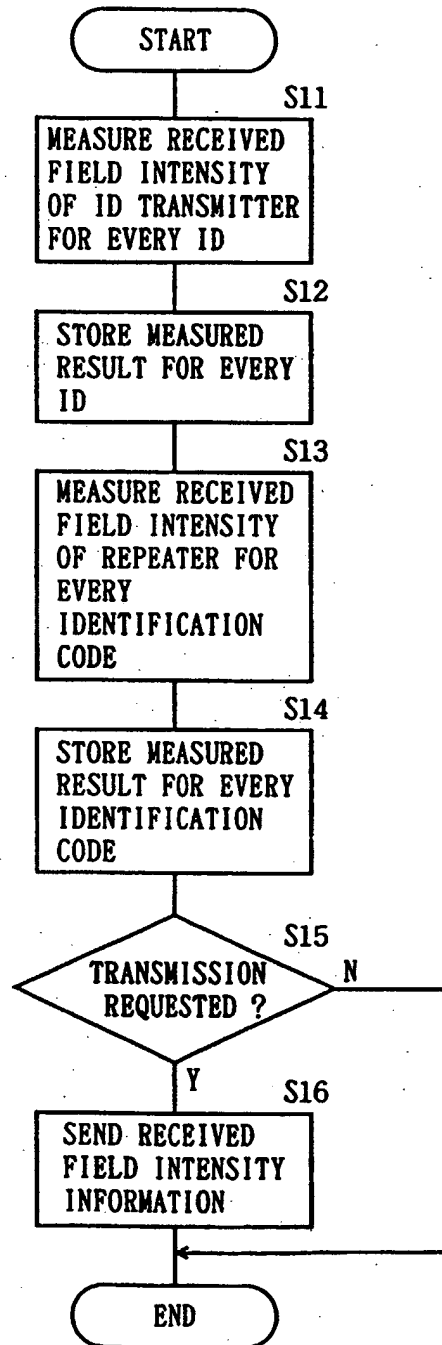 START
S11
MEASURE RECEIVED
FIELD INTENSITY
OF ID TRANSMITTER
FOR EVERY ID
S12
STORE MEASURED
RESULT FOR EVERY
ID
S13
MEASURE RECEIVED
FIELD INTENSITY
OF REPEATER FOR
EVERY
IDENTIFICATION
CODE
S14
STORE MEASURED
RESULT FOR EVERY
IDENTIFICATION
CODE
S15
TRANSMISSION
REQUESTED ?
N
Y
S16
SEND RECEIVED
FIELD INTENSITY
INFORMATION
END